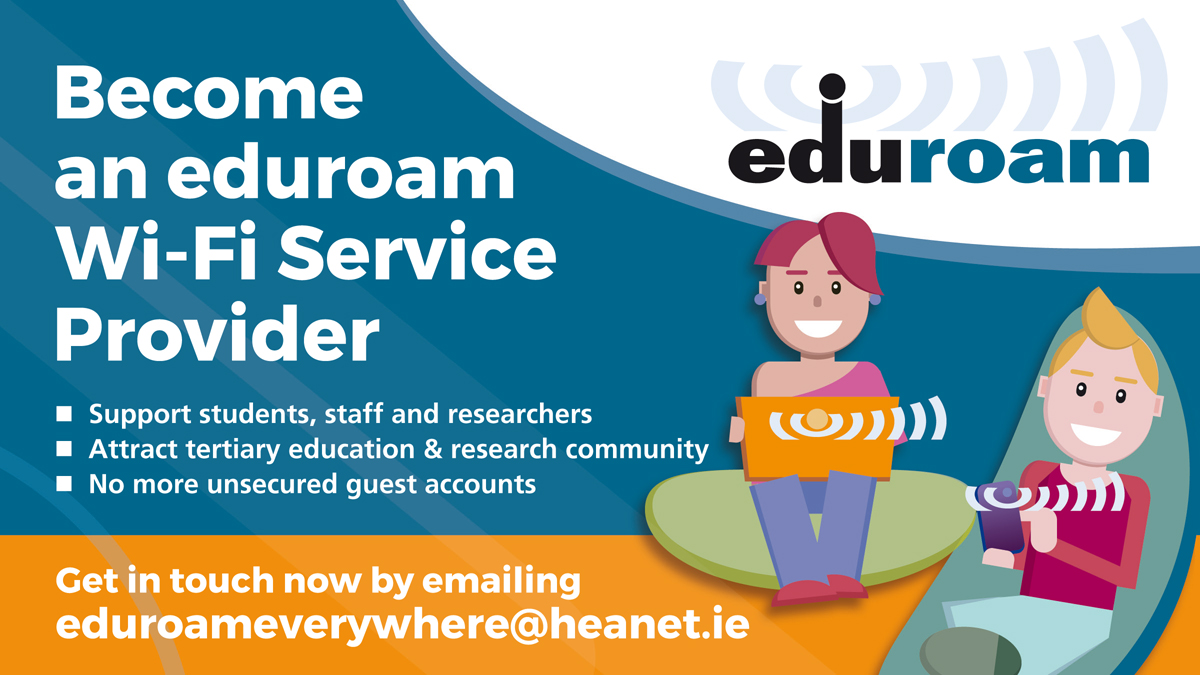 Become
an eduroam
Wi-Fi Service
Provider
■ Support students, staff and researchers
■ Attract tertiary education & research community
■ No more unsecured guest accounts
Get in touch now by emailing
eduroameverywhere@heanet.ie
eduroam